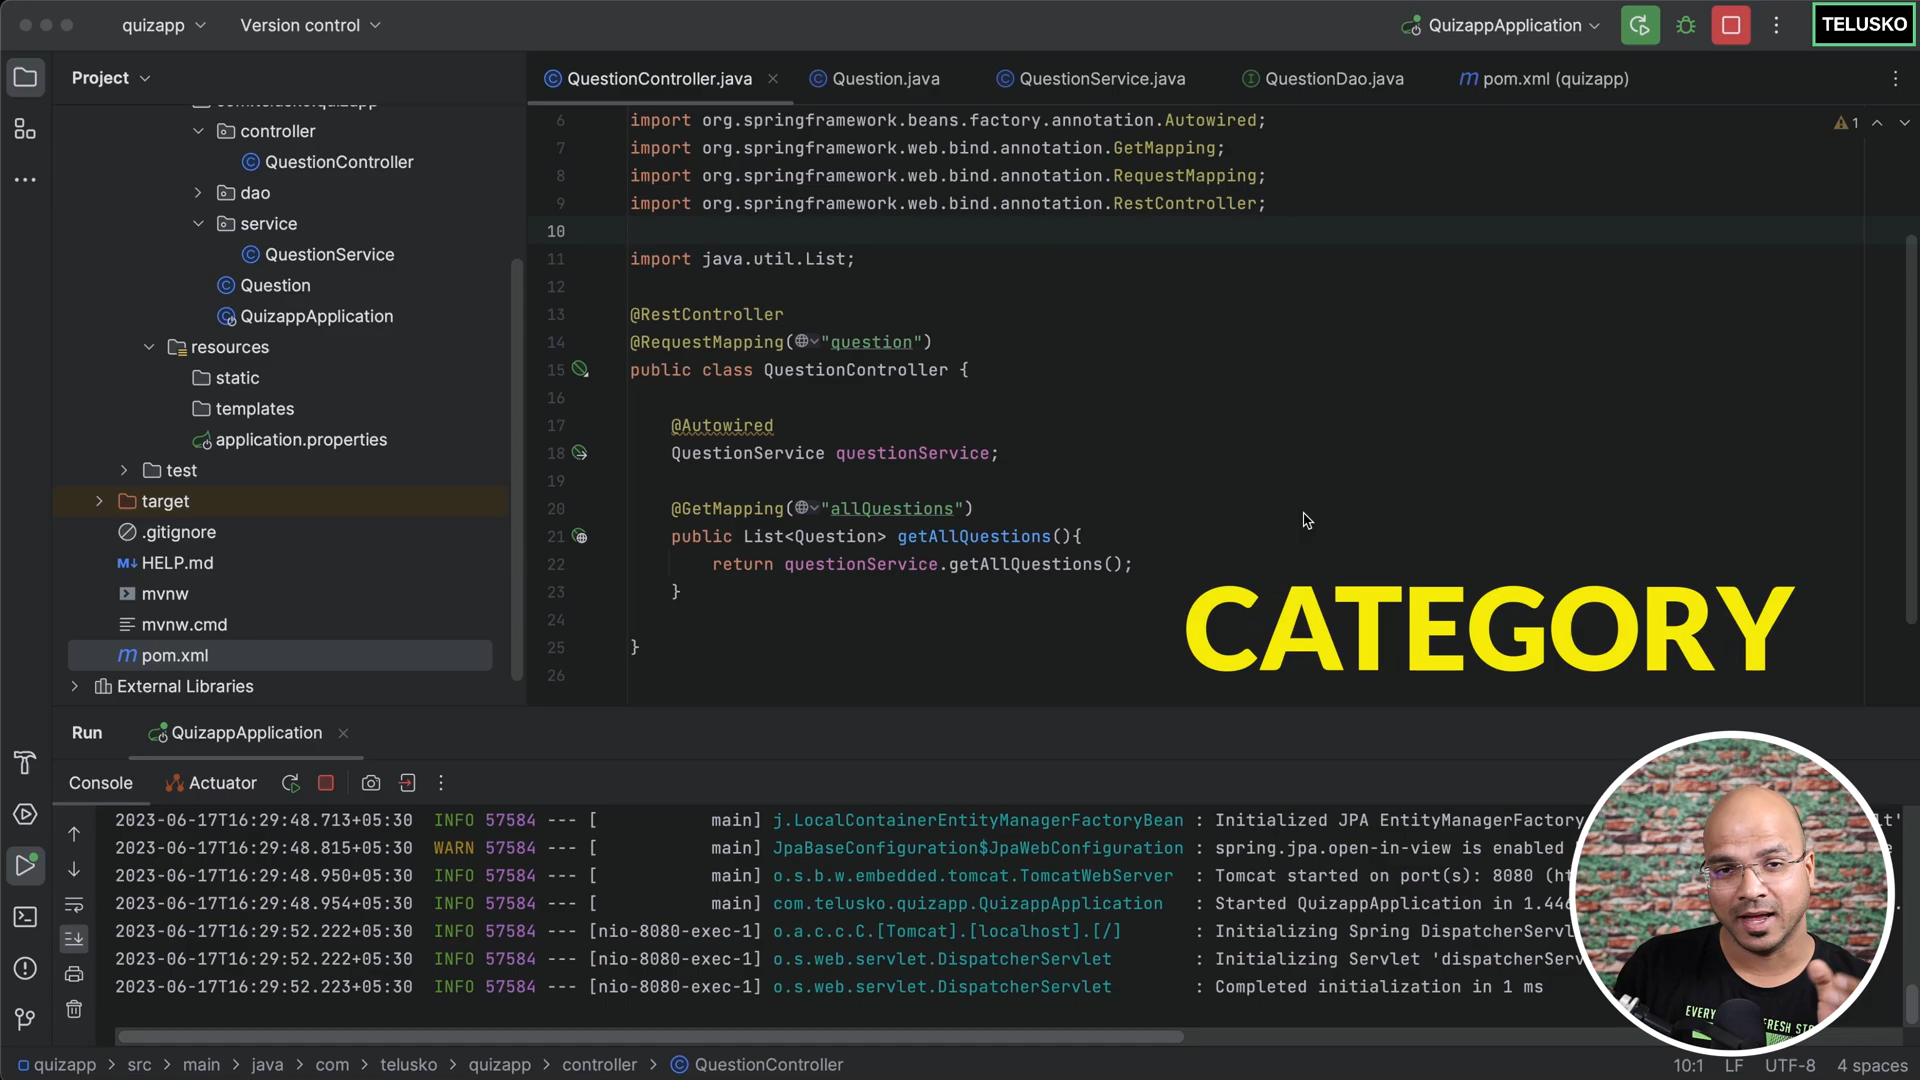 quizapp
Version control
QuizappApplication
TELUSKO
Project
QuestionController.java
Question.java
QuestionService.java
QuestionDao.java
pom.xml (quizapp)
controller
QuestionController
dao
service
QuestionService
Question
QuizappApplication
resources
static
templates
application.properties
test
target
.gitignore
HELP.md
mvnw
mvnw.cmd
pom.xml
External Libraries
1
6 import org.springframework.beans.factory.annotation.Autowired;
7 import org.springframework.web.bind.annotation.GetMapping;
8 import org.springframework.web.bind.annotation.RequestMapping;
9 import org.springframework.web.bind.annotation.RestController;
10
11 import java.util.List;
12
13 @RestController
14 @RequestMapping("question")
15 public class QuestionController {
16
17 @Autowired
18 QuestionService questionService;
19
20 @GetMapping("allQuestions")
21 public List<Question> getAllQuestions(){
22 return questionService.getAllQuestions();
23 }
24
25 }
26
CATEGORY
Run
QuizappApplication
Console
Actuator
2023-06-17T16:29:48.713+05:30 INFO 57584 --- [ main] j.LocalContainerEntityManagerFactoryBean : Initialized JPA EntityManagerFactory
2023-06-17T16:29:48.815+05:30 WARN 57584 --- [ main] JpaBaseConfiguration$JpaWebConfiguration : spring.jpa.open-in-view is enabled
2023-06-17T16:29:48.950+05:30 INFO 57584 --- [ main] o.s.b.w.embedded.tomcat.TomcatWebServer : Tomcat started on port(s): 8080 (ht
2023-06-17T16:29:48.954+05:30 INFO 57584 --- [ main] com.telusko.quizapp.QuizappApplication : Started QuizappApplication in 1.446
2023-06-17T16:29:52.222+05:30 INFO 57584 --- [nio-8080-exec-1] o.a.c.c.C.[Tomcat].[localhost].[/] : Initializing Spring DispatcherServl
2023-06-17T16:29:52.222+05:30 INFO 57584 --- [nio-8080-exec-1] o.s.web.servlet.DispatcherServlet : Initializing Servlet 'dispatcherServ
2023-06-17T16:29:52.223+05:30 INFO 57584 --- [nio-8080-exec-1] o.s.web.servlet.DispatcherServlet : Completed initialization in 1 ms
quizapp > src > main > java > com > telusko > quizapp > controller > QuestionController
10:1 LF UTF-8 4 spaces